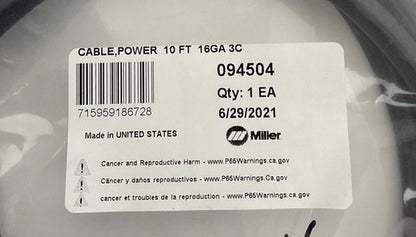 CABLE,POWER 10 FT 16GA 3C
094504
Qty: 1 EA
715959186728
6/29/2021
Made in UNITED STATES
Miller
Cancer and Reproductive Harm - www.P65Warnings.ca.gov
Cáncer y daños reproductivos - www.P65Warnings.Ca.gov
cancer et troubles de la reproduction - www.P65Warnings.ca.gov